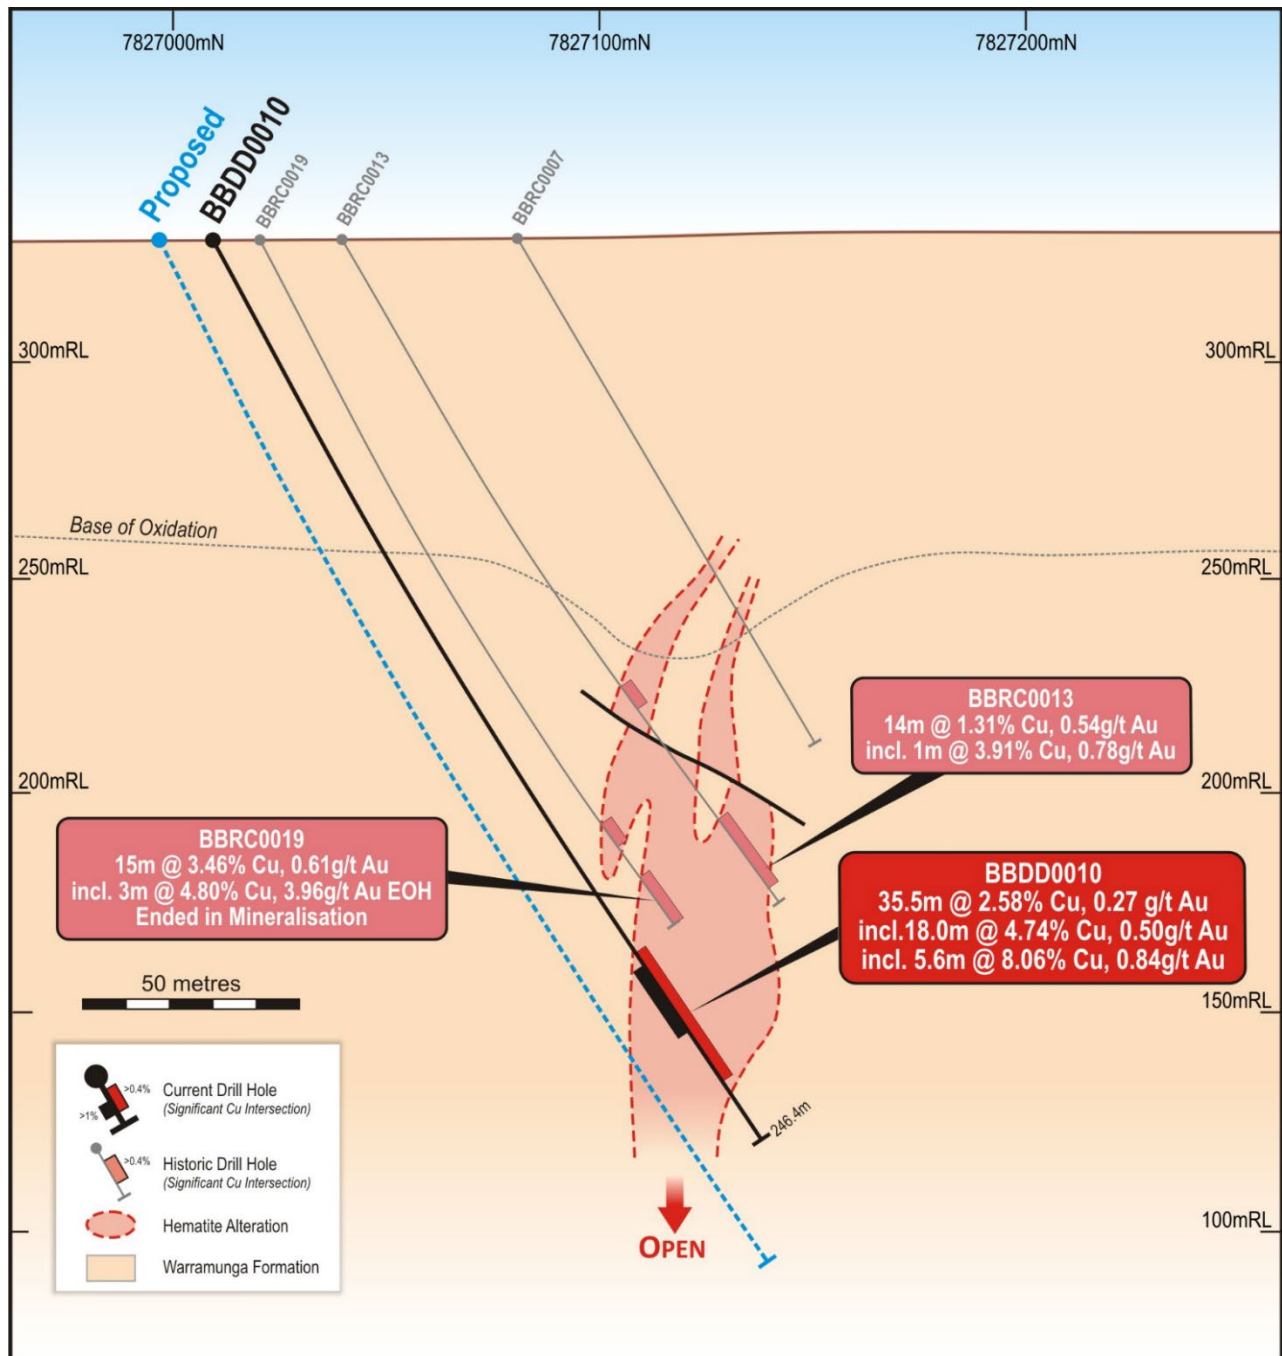 7827000mN
7827100mN
7827200mN
Proposed
BBDD0010
BBRC0019
BBRC0013
BBRC0007
300mRL
300mRL
Base of Oxidation
250mRL
250mRL
BBRC0013
14m @ 1.31% Cu, 0.54g/t Au
incl. 1m @ 3.91% Cu, 0.78g/t Au
200mRL
200mRL
BBRC0019
15m @ 3.46% Cu, 0.61g/t Au
incl. 3m @ 4.80% Cu, 3.96g/t Au EOH
Ended in Mineralisation
BBDD0010
35.5m @ 2.58% Cu, 0.27 g/t Au
incl.18.0m @ 4.74% Cu, 0.50g/t Au
incl. 5.6m @ 8.06% Cu, 0.84g/t Au
50 metres
150mRL
246.4m
>0.4%
>1%
Current Drill Hole
(Significant Cu Intersection)
>0.4%
Historic Drill Hole
(Significant Cu Intersection)
Hematite Alteration
Warramunga Formation
100mRL
OPEN